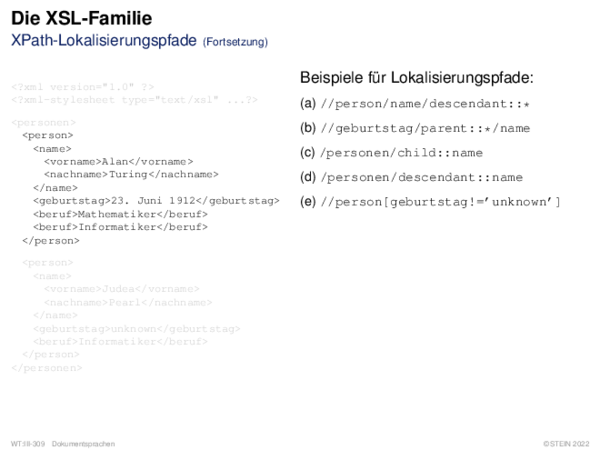 Die XSL-Familie
XPath-Lokalisierungspfade (Fortsetzung)
<?xml version="1.0" ?>
<?xml-stylesheet type="text/xsl" ...?>
<personen>
<person>
<name>
<vorname>Alan</vorname>
<nachname>Turing</nachname>
</name>
<geburtstag>23. Juni 1912</geburtstag>
<beruf>Mathematiker</beruf>
<beruf>Informatiker</beruf>
</person>
<person>
<name>
<vorname>Judea</vorname>
<nachname>Pearl</nachname>
</name>
<geburtstag>unknown</geburtstag>
<beruf>Informatiker</beruf>
</person>
</personen>
Beispiele für Lokalisierungspfade:
(a) //person/name/descendant::*
(b) //geburtstag/parent::*/name
(c) /personen/child::name
(d) /personen/descendant::name
(e) //person[geburtstag!=’unknown’]
WT:III-309 Dokumentsprachen
©STEIN 2022